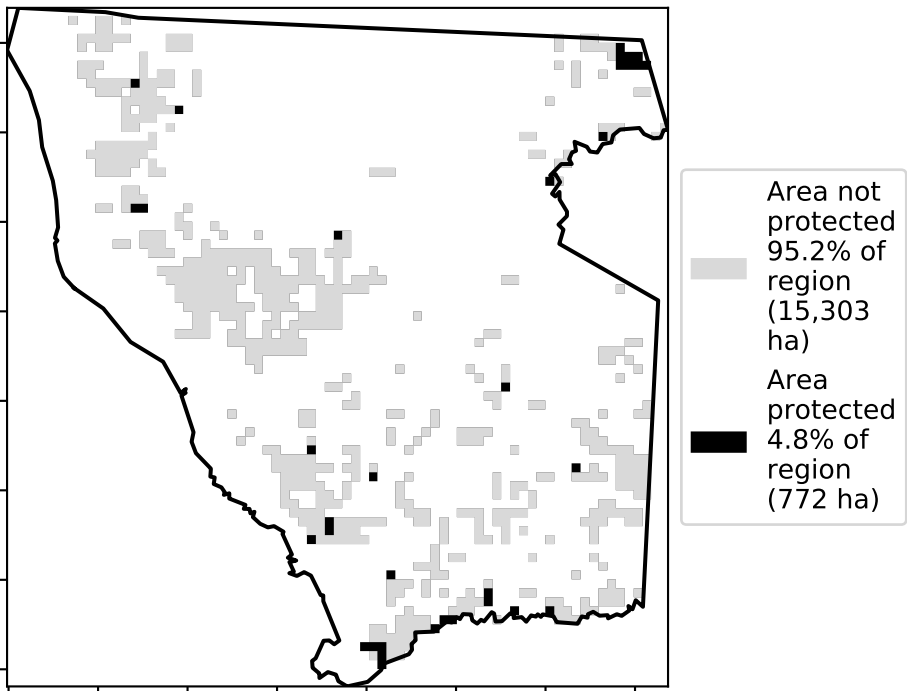 Area not
protected
95.2% of
region
(15,303
ha)
Area
protected
4.8% of
region
(772 ha)